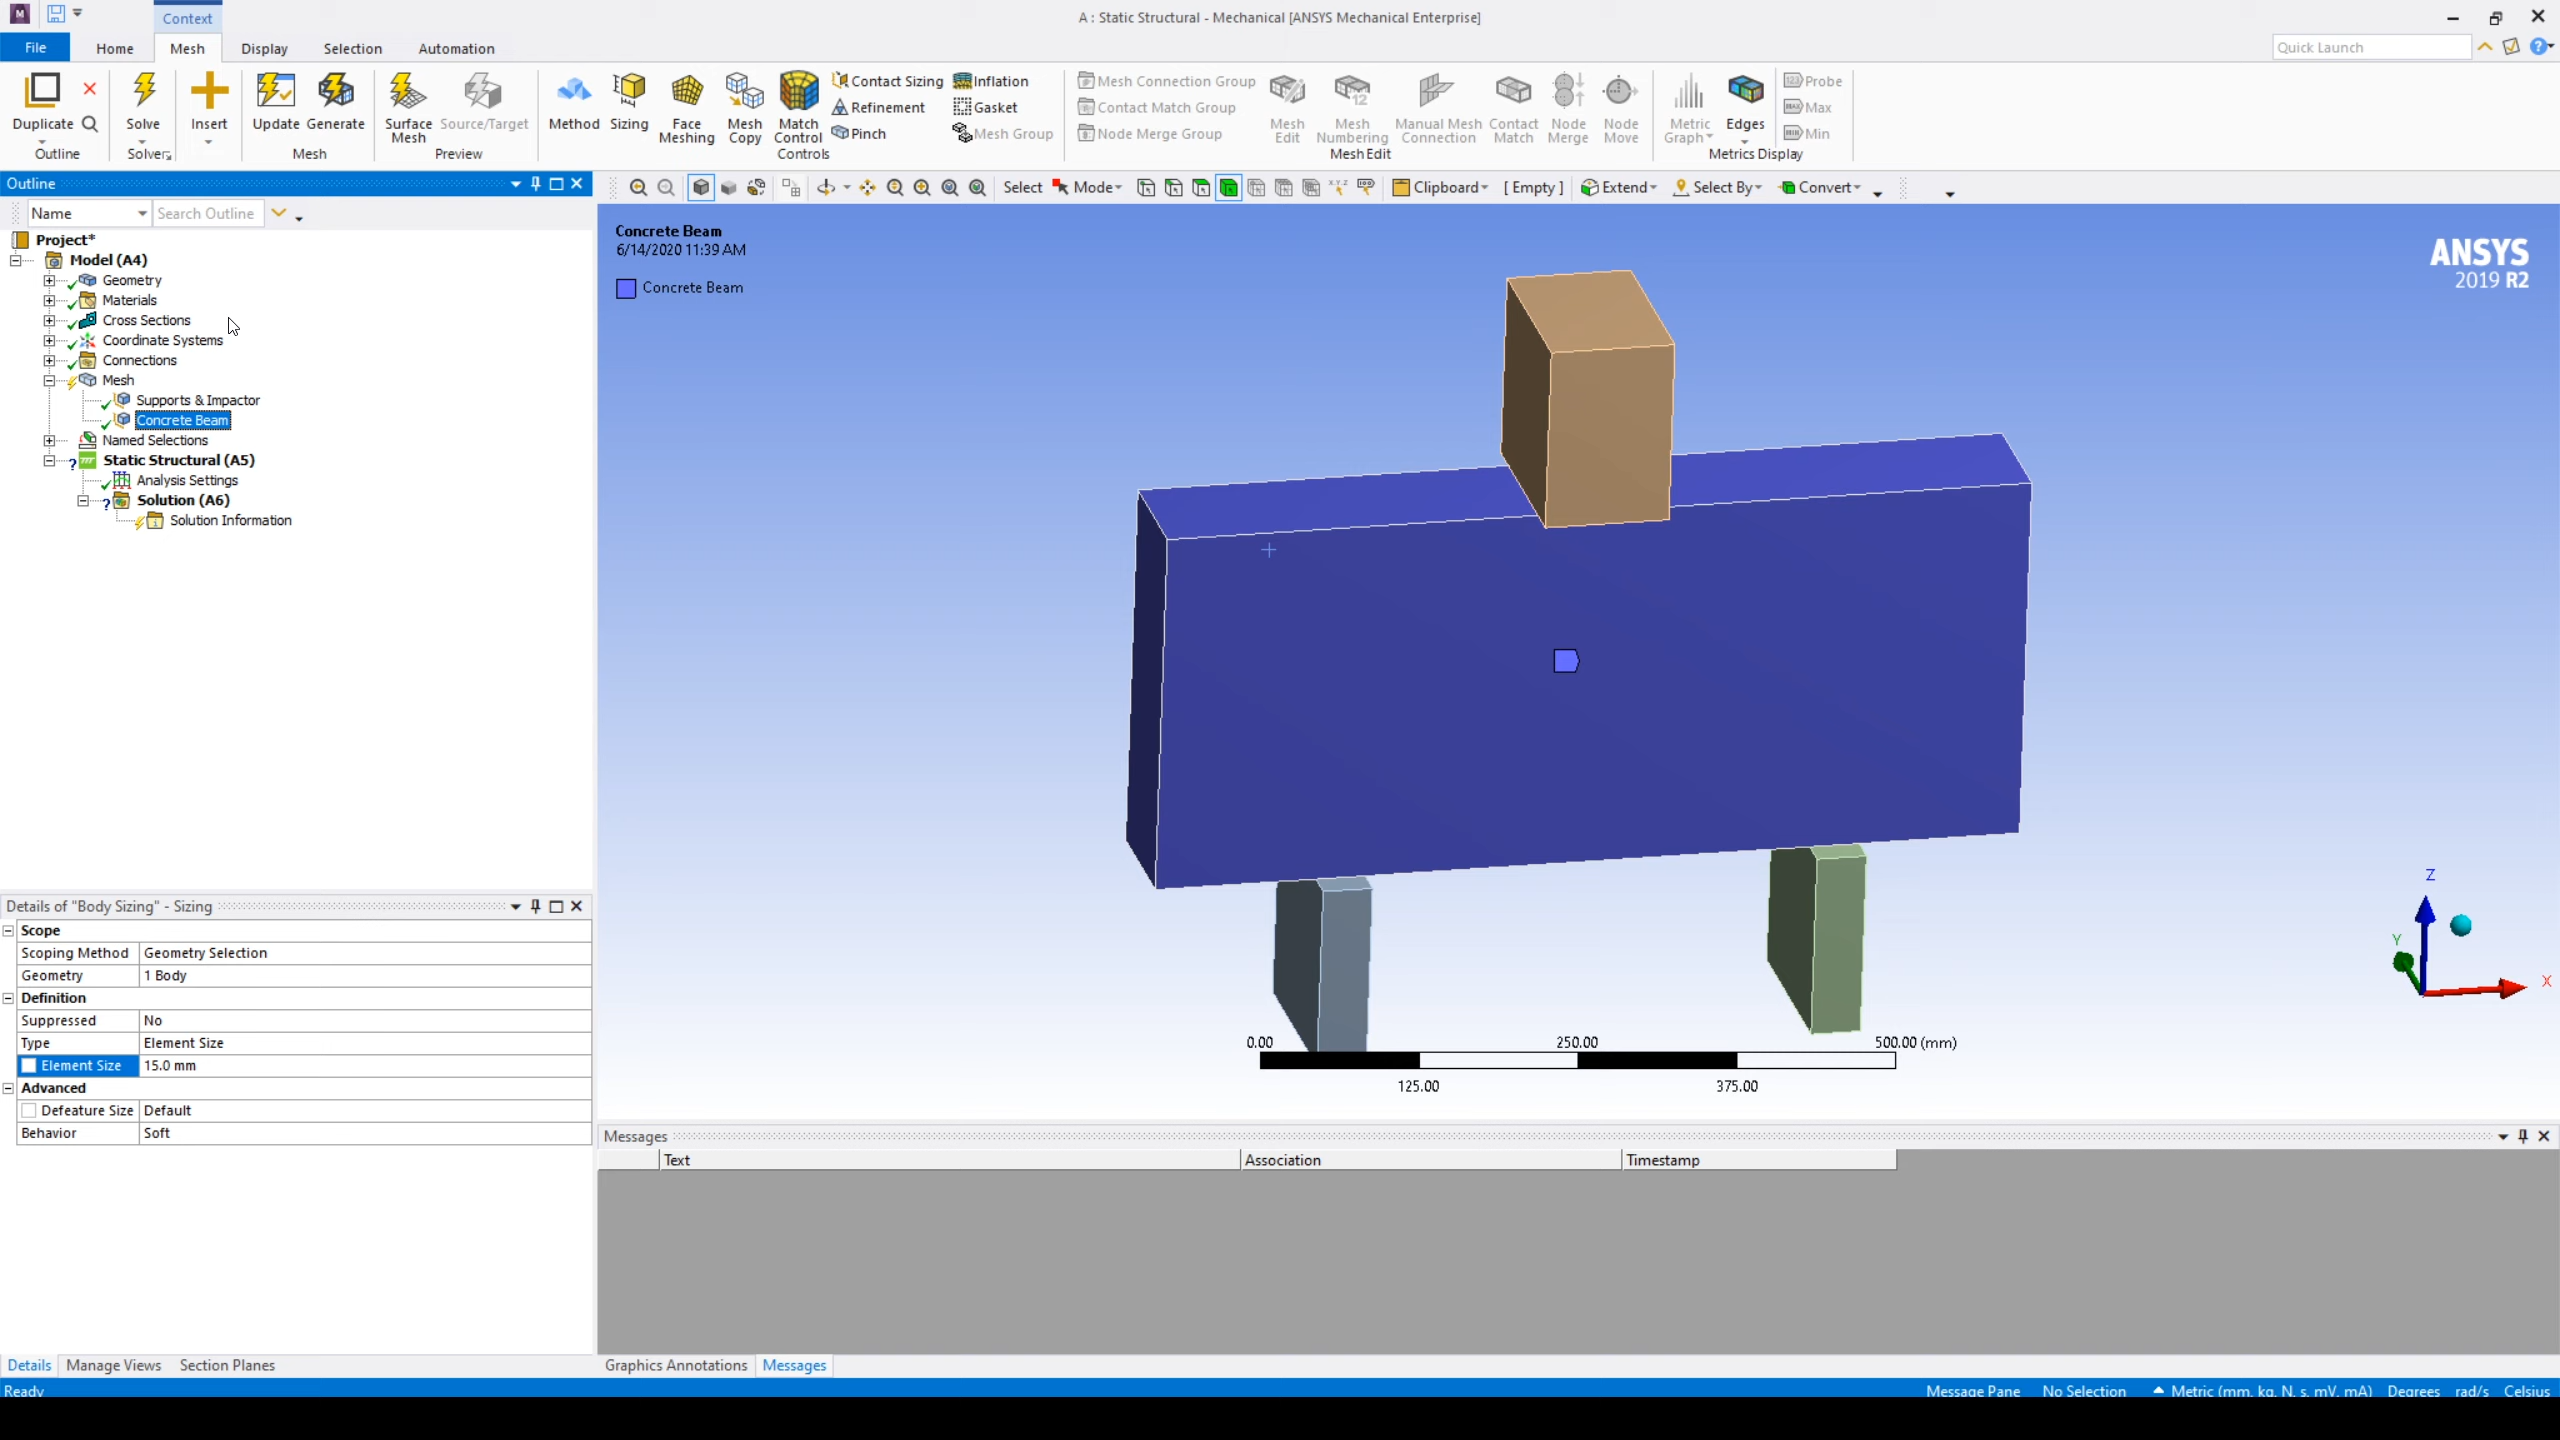 A : Static Structural - Mechanical [ANSYS Mechanical Enterprise]
Context
File Home Mesh Display Selection Automation
Quick Launch
Duplicate
Outline
Solve
Solver
Insert
Update Generate
Mesh
Surface Mesh Source/Target
Preview
Method Sizing Face Meshing Mesh Copy Match Control
Contact Sizing
Refinement
Pinch
Inflation
Gasket
Mesh Group
Controls
Mesh Connection Group
Contact Match Group
Node Merge Group
Mesh Edit Mesh Numbering Manual Mesh Connection Contact Match Node Merge Node Move
Mesh Edit
Metric Graph Edges
Probe
Max
Min
Metrics Display
Outline
Name Search Outline
Select Mode Clipboard [ Empty ] Extend Select By Convert
Project*
Model (A4)
Geometry
Materials
Cross Sections
Coordinate Systems
Connections
Mesh
Supports & Impactor
Concrete Beam
Named Selections
Static Structural (A5)
Analysis Settings
Solution (A6)
Solution Information
Concrete Beam
6/14/2020 11:39 AM
Concrete Beam
ANSYS
2019 R2
Z
Y
X
0.00 250.00 500.00 (mm)
125.00 375.00
Details of "Body Sizing" - Sizing
Scope
Scoping Method Geometry Selection
Geometry 1 Body
Definition
Suppressed No
Type Element Size
Element Size 15.0 mm
Advanced
Defeature Size Default
Behavior Soft
Messages
Text Association Timestamp
Details Manage Views Section Planes
Graphics Annotations Messages
Ready
Message Pane No Selection Metric (mm, kg, N, s, mV, mA) Degrees rad/s Celsius